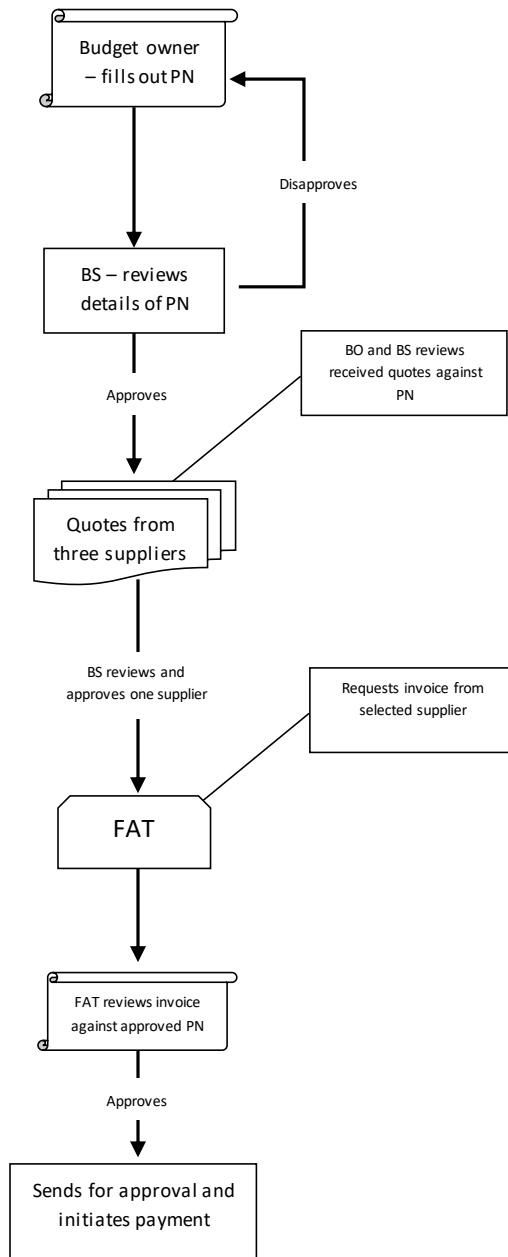 Budget owner
– fills out PN
Disapproves
BS – reviews
details of PN
BO and BS reviews
received quotes against
PN
Approves
Quotes from
three suppliers
BS reviews and
approves one supplier
Requests invoice from
selected supplier
FAT
FAT reviews invoice
against approved PN
Approves
Sends for approval and
initiates payment